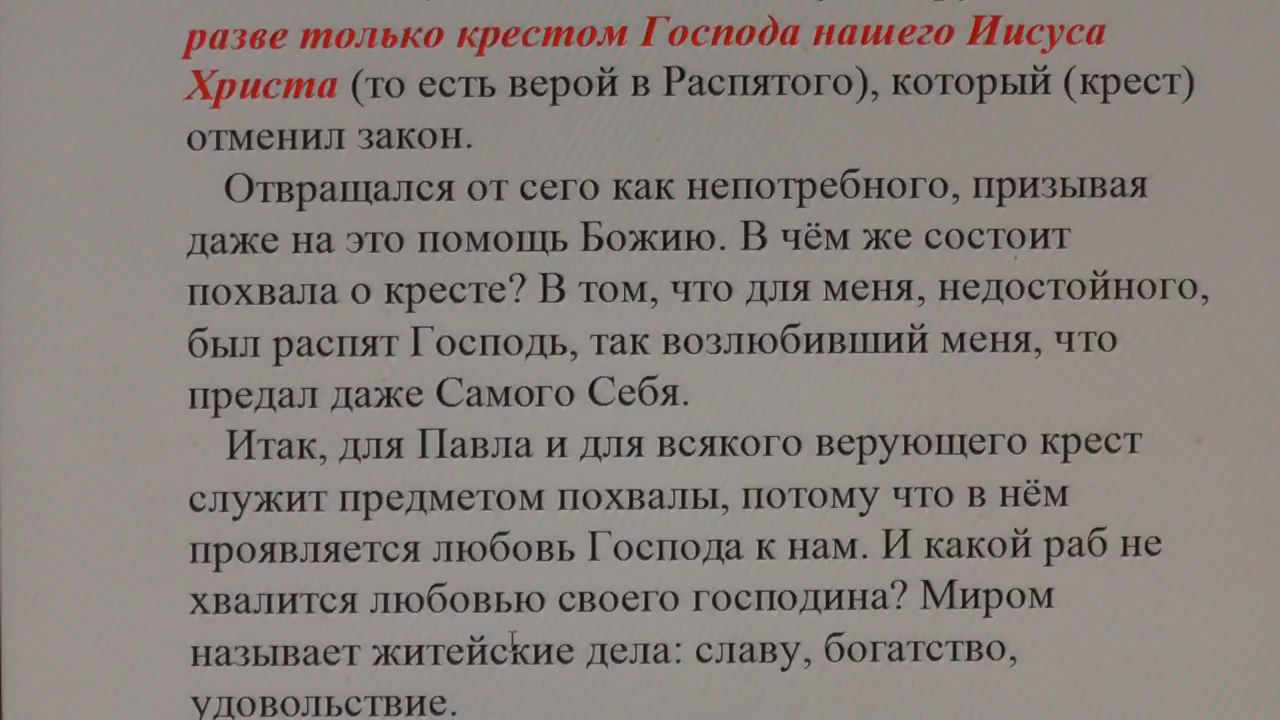 разве только крестом Господа нашего Иисуса
Христа (то есть верой в Распятого), который (крест)
отменил закон.
Отвращался от сего как непотребного, призывая
даже на это помощь Божию. В чём же состоит
похвала о кресте? В том, что для меня, недостойного,
был распят Господь, так возлюбивший меня, что
предал даже Самого Себя.
Итак, для Павла и для всякого верующего крест
служит предметом похвалы, потому что в нём
проявляется любовь Господа к нам. И какой раб не
хвалится любовью своего господина? Миром
называет житейские дела: славу, богатство,
удовольствие.